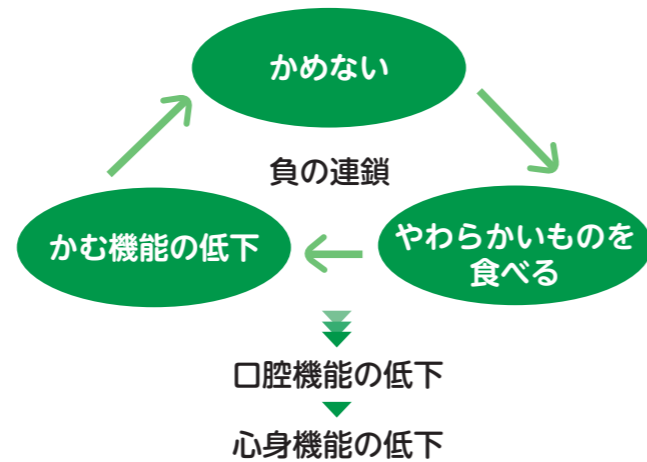 かめない
負の連鎖
かむ機能の低下
やわらかいものを
食べる
口腔機能の低下
心身機能の低下